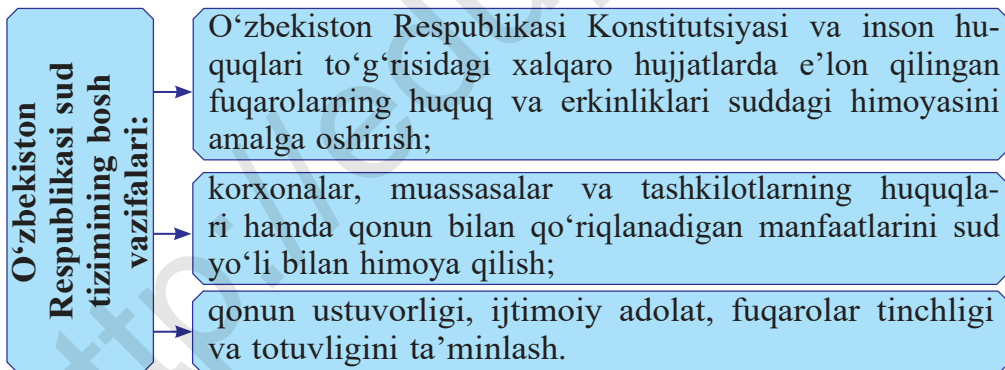 O‘zbekiston
Respublikasi sud
tizimining bosh
vazifalari:
O‘zbekiston Respublikasi Konstitutsiyasi va inson hu-
quqlari to‘g‘risidagi xalqaro hujjatlarda e’lon qilingan
fuqarolarning huquq va erkinliklari suddagi himoyasini
amalga oshirish;
korxonalar, muassasalar va tashkilotlarning huquqla-
ri hamda qonun bilan qo‘riqlanadigan manfaatlarini sud
yo‘li bilan himoya qilish;
qonun ustuvorligi, ijtimoiy adolat, fuqarolar tinchligi
va totuvligini ta’minlash.